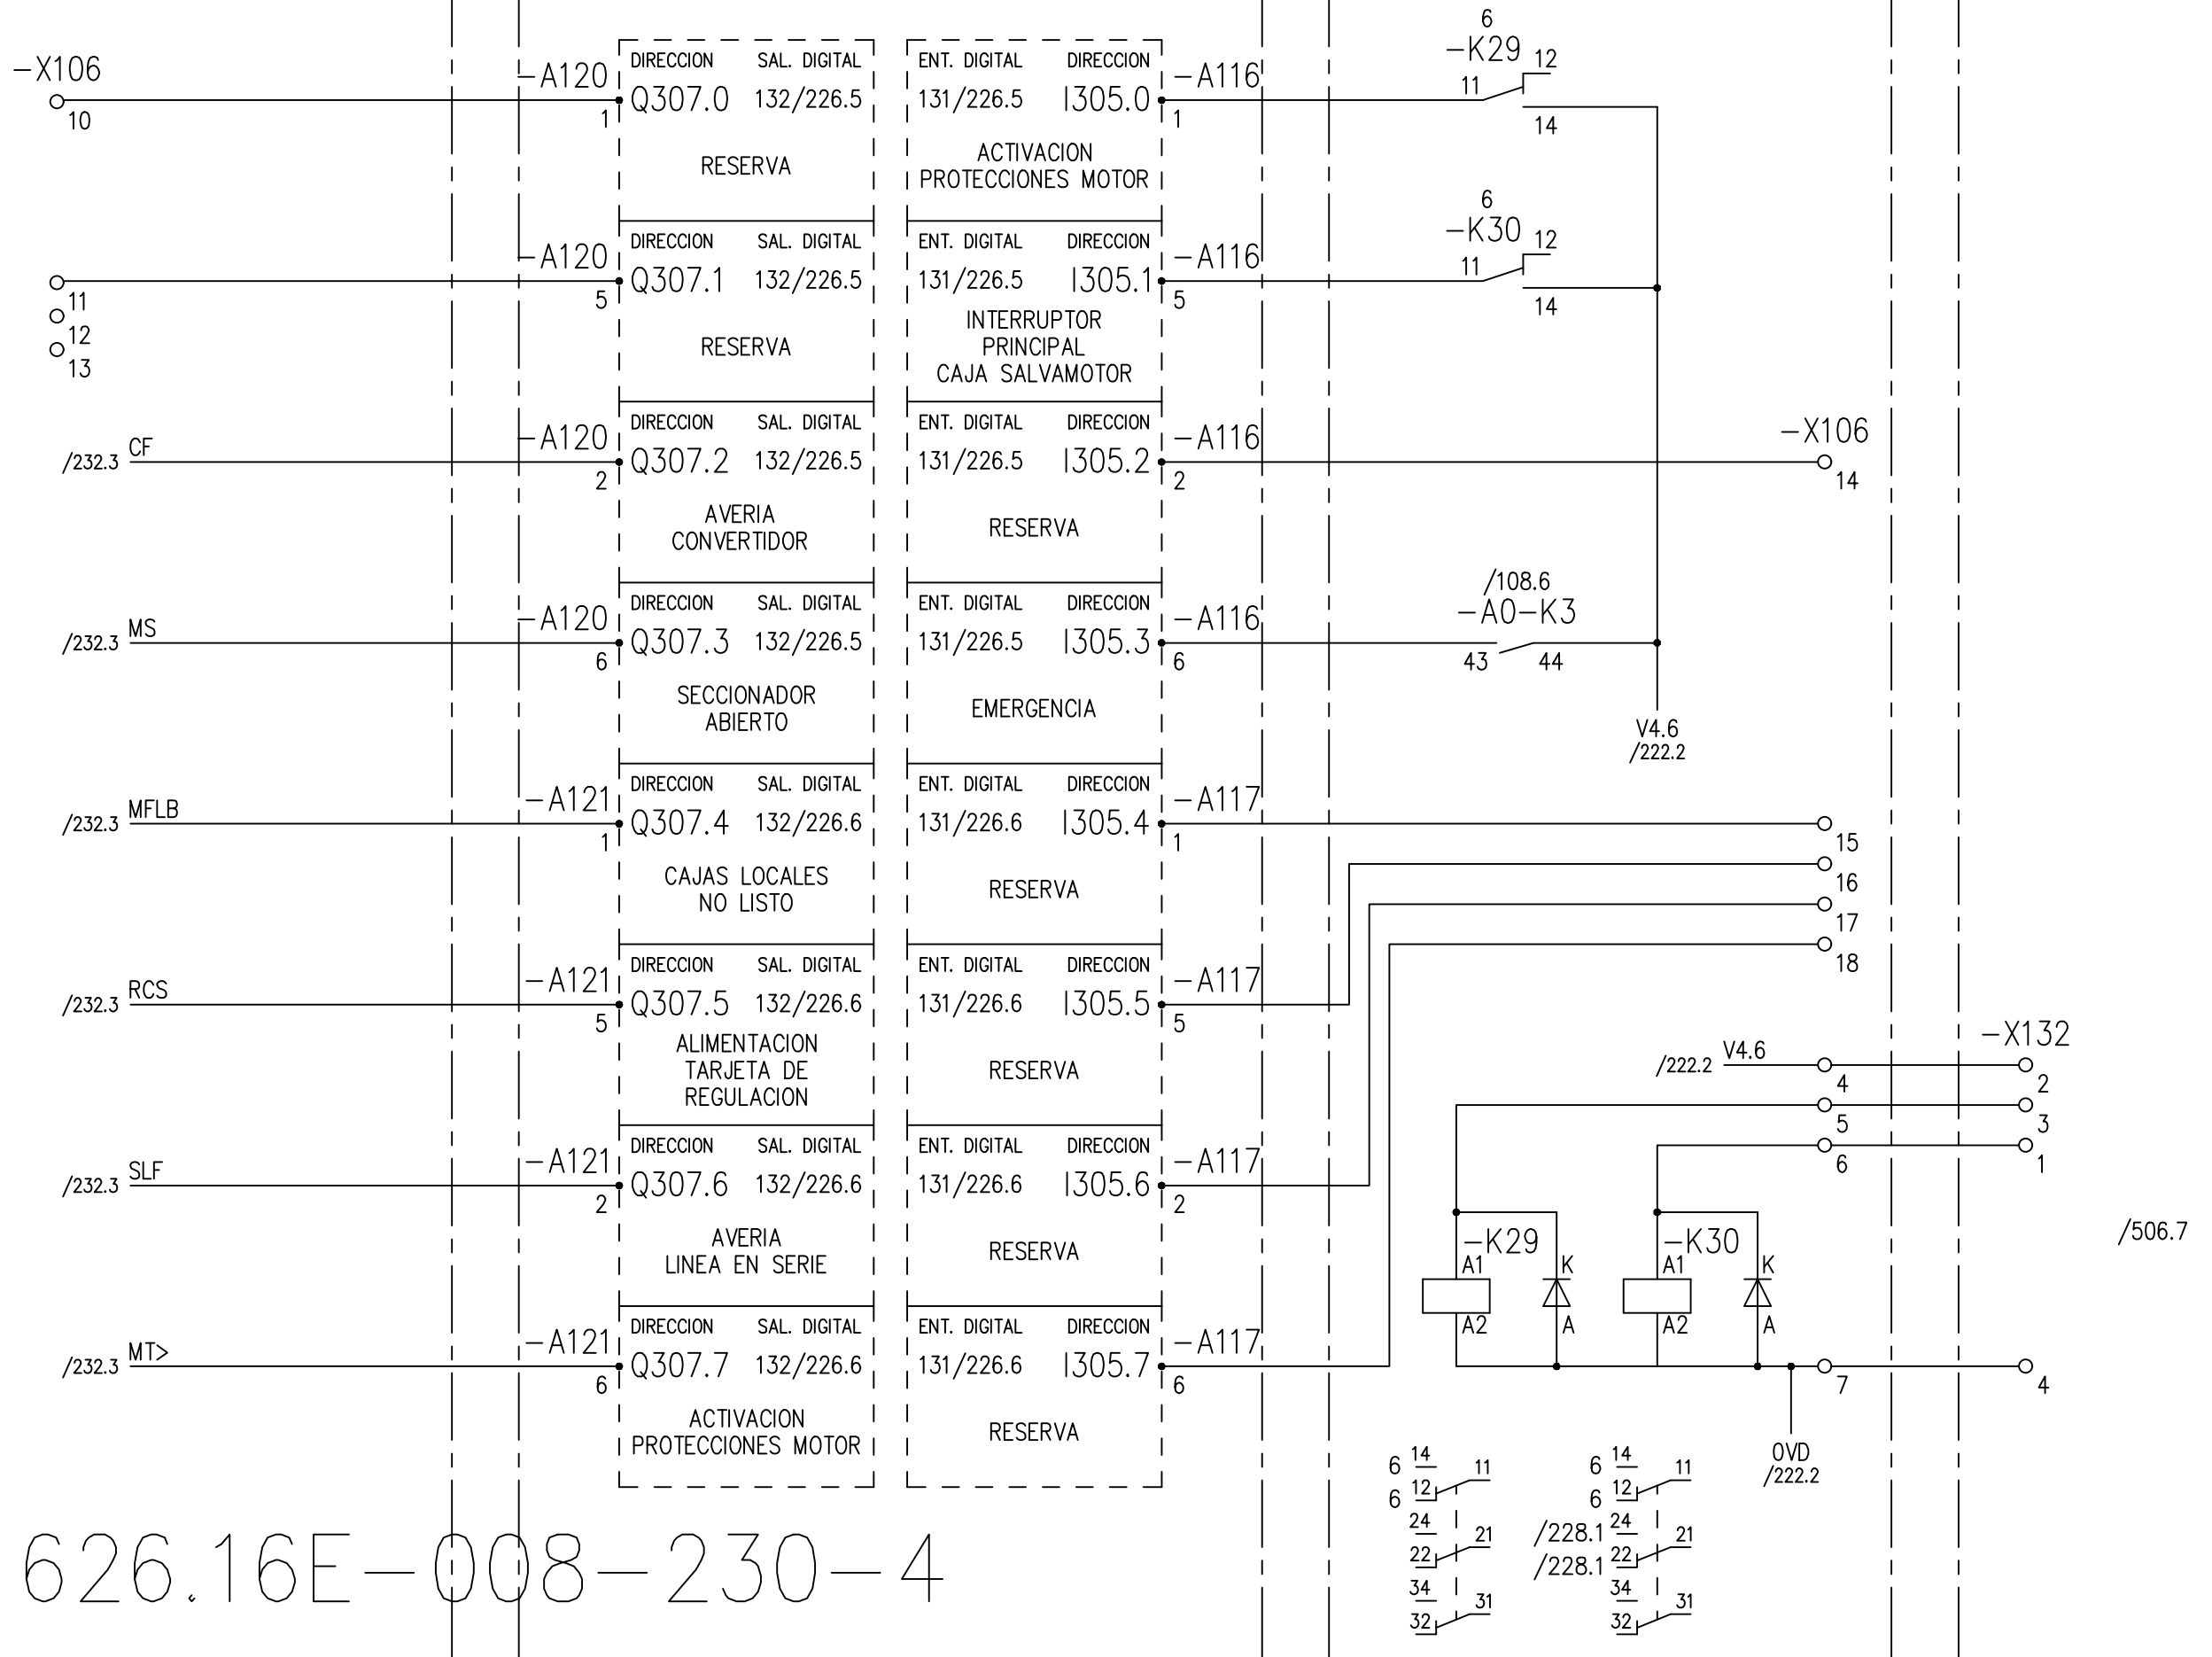 -X106
10
11
12
13
/232.3 CF
/232.3 MS
/232.3 MFLB
/232.3 RCS
/232.3 SLF
/232.3 MT>
-A120
1
DIRECCION SAL. DIGITAL
Q307.0 132/226.5
RESERVA
-A120
5
DIRECCION SAL. DIGITAL
Q307.1 132/226.5
RESERVA
-A120
2
DIRECCION SAL. DIGITAL
Q307.2 132/226.5
AVERIA
CONVERTIDOR
-A120
6
DIRECCION SAL. DIGITAL
Q307.3 132/226.5
SECCIONADOR
ABIERTO
-A121
1
DIRECCION SAL. DIGITAL
Q307.4 132/226.6
CAJAS LOCALES
NO LISTO
-A121
5
DIRECCION SAL. DIGITAL
Q307.5 132/226.6
ALIMENTACION
TARJETA DE
REGULACION
-A121
2
DIRECCION SAL. DIGITAL
Q307.6 132/226.6
AVERIA
LINEA EN SERIE
-A121
6
DIRECCION SAL. DIGITAL
Q307.7 132/226.6
ACTIVACION
PROTECCIONES MOTOR
ENT. DIGITAL DIRECCION
131/226.5 I305.0
-A116
1
ACTIVACION
PROTECCIONES MOTOR
ENT. DIGITAL DIRECCION
131/226.5 I305.1
-A116
5
INTERRUPTOR
PRINCIPAL
CAJA SALVAMOTOR
ENT. DIGITAL DIRECCION
131/226.5 I305.2
-A116
2
RESERVA
ENT. DIGITAL DIRECCION
131/226.5 I305.3
-A116
6
EMERGENCIA
ENT. DIGITAL DIRECCION
131/226.6 I305.4
-A117
1
RESERVA
ENT. DIGITAL DIRECCION
131/226.6 I305.5
-A117
5
RESERVA
ENT. DIGITAL DIRECCION
131/226.6 I305.6
-A117
2
RESERVA
ENT. DIGITAL DIRECCION
131/226.6 I305.7
-A117
6
RESERVA
6
-K29
11 12
14
6
-K30
11 12
14
-X106
14
/108.6
-A0-K3
43 44
V4.6
/222.2
15
16
17
18
-X132
/222.2 V4.6
4 2
5 3
6 1
/506.7
-K29
A1 K
A2 A
-K30
A1 K
A2 A
7 4
0VD
/222.2
6 14 11
6 12
24 21
22
34 31
32
6 14 11
6 12
/228.1 24 21
/228.1 22
34 31
32
626.16E-008-230-4